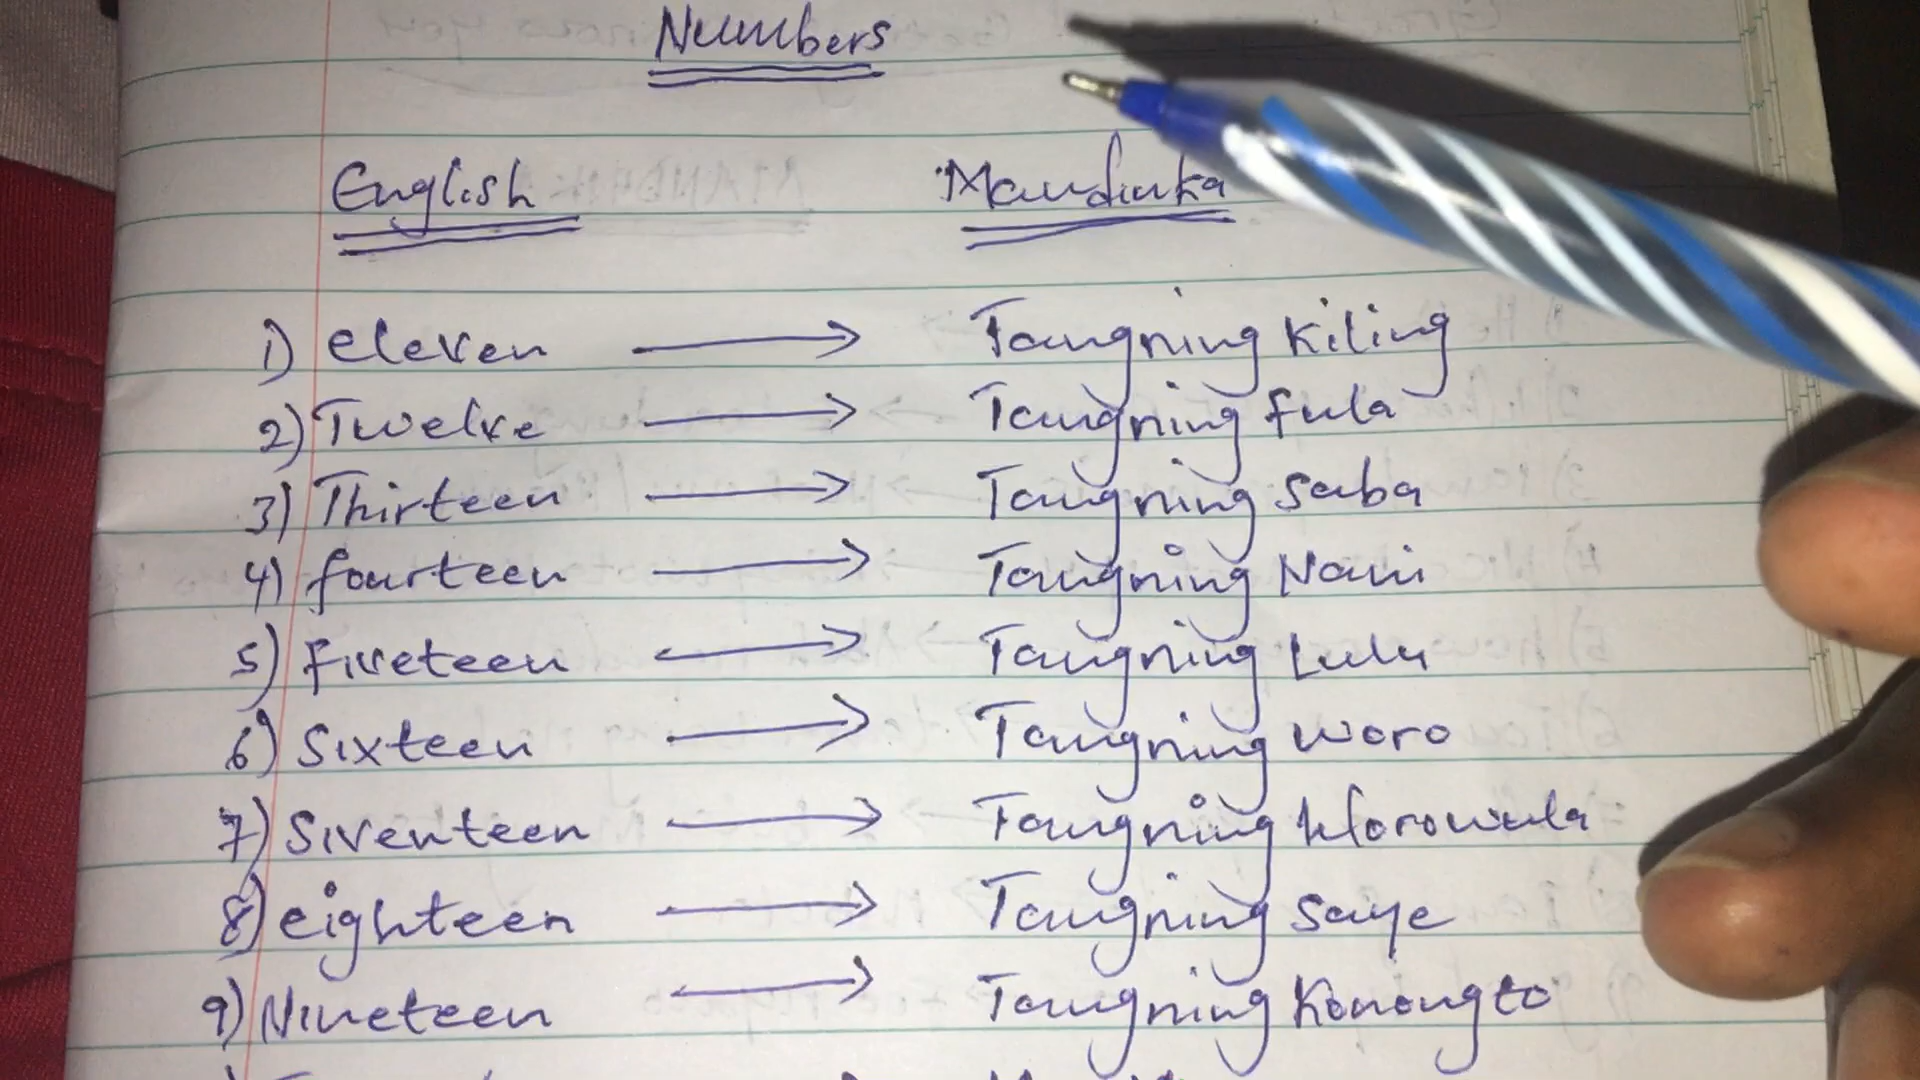 Numbers
English Mandinka
1) eleven → Tangning Kiling
2) Twelve → Tangning fula
3) Thirteen → Tangning Saba
4) fourteen → Tangning Nani
5) Fiveteen → Tangning Lulu
6) Sixteen → Tangning woro
7) Siventeen → Tangning Worowula
8) eighteen → Tangning Saye
9) Nineteen → Tangning Konongto